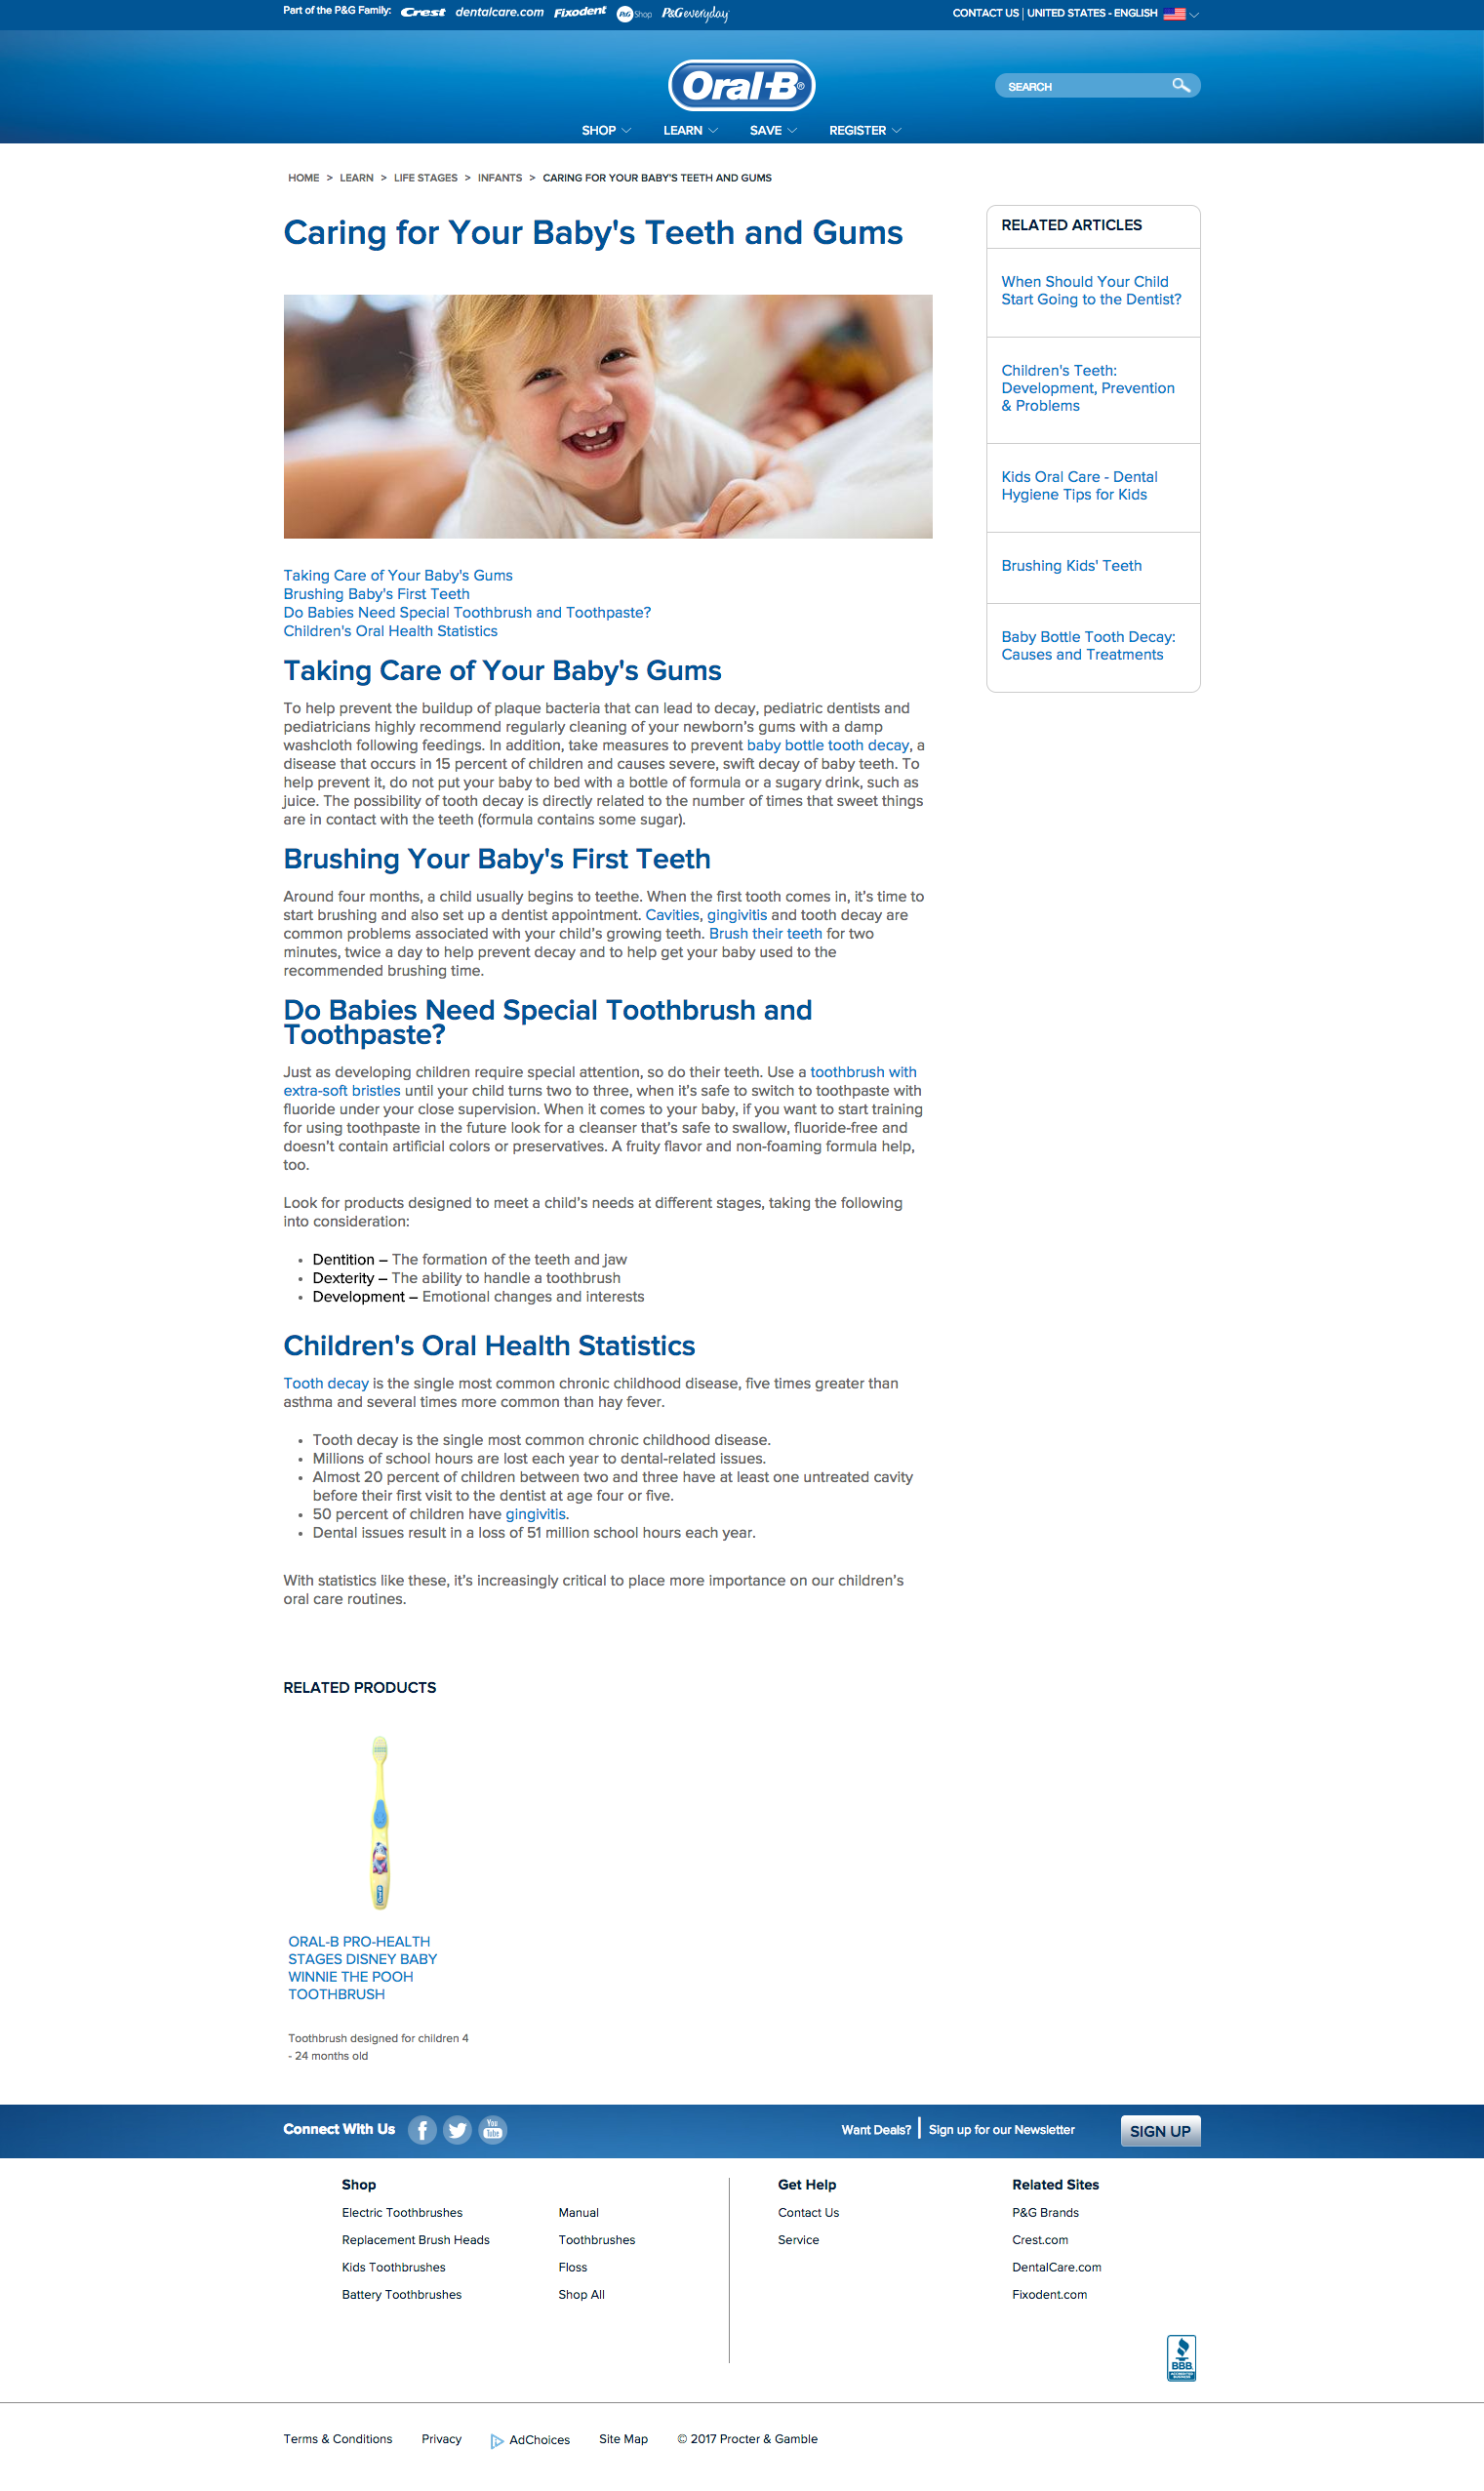 Part of the P&G Family: Crest dentalcare.com Fixodent P&G Shop P&G everyday
CONTACT US | UNITED STATES - ENGLISH
Oral-B®
SEARCH
SHOP LEARN SAVE REGISTER
HOME > LEARN > LIFE STAGES > INFANTS > CARING FOR YOUR BABY'S TEETH AND GUMS
Caring for Your Baby's Teeth and Gums
Taking Care of Your Baby's Gums
Brushing Baby's First Teeth
Do Babies Need Special Toothbrush and Toothpaste?
Children's Oral Health Statistics
Taking Care of Your Baby's Gums
To help prevent the buildup of plaque bacteria that can lead to decay, pediatric dentists and
pediatricians highly recommend regularly cleaning of your newborn’s gums with a damp
washcloth following feedings. In addition, take measures to prevent baby bottle tooth decay, a
disease that occurs in 15 percent of children and causes severe, swift decay of baby teeth. To
help prevent it, do not put your baby to bed with a bottle of formula or a sugary drink, such as
juice. The possibility of tooth decay is directly related to the number of times that sweet things
are in contact with the teeth (formula contains some sugar).
Brushing Your Baby's First Teeth
Around four months, a child usually begins to teethe. When the first tooth comes in, it’s time to
start brushing and also set up a dentist appointment. Cavities, gingivitis and tooth decay are
common problems associated with your child’s growing teeth. Brush their teeth for two
minutes, twice a day to help prevent decay and to help get your baby used to the
recommended brushing time.
Do Babies Need Special Toothbrush and
Toothpaste?
Just as developing children require special attention, so do their teeth. Use a toothbrush with
extra-soft bristles until your child turns two to three, when it’s safe to switch to toothpaste with
fluoride under your close supervision. When it comes to your baby, if you want to start training
for using toothpaste in the future look for a cleanser that’s safe to swallow, fluoride-free and
doesn’t contain artificial colors or preservatives. A fruity flavor and non-foaming formula help,
too.
Look for products designed to meet a child’s needs at different stages, taking the following
into consideration:
• Dentition – The formation of the teeth and jaw
• Dexterity – The ability to handle a toothbrush
• Development – Emotional changes and interests
Children's Oral Health Statistics
Tooth decay is the single most common chronic childhood disease, five times greater than
asthma and several times more common than hay fever.
• Tooth decay is the single most common chronic childhood disease.
• Millions of school hours are lost each year to dental-related issues.
• Almost 20 percent of children between two and three have at least one untreated cavity
before their first visit to the dentist at age four or five.
• 50 percent of children have gingivitis.
• Dental issues result in a loss of 51 million school hours each year.
With statistics like these, it’s increasingly critical to place more importance on our children’s
oral care routines.
RELATED ARTICLES
When Should Your Child
Start Going to the Dentist?
Children's Teeth:
Development, Prevention
& Problems
Kids Oral Care - Dental
Hygiene Tips for Kids
Brushing Kids' Teeth
Baby Bottle Tooth Decay:
Causes and Treatments
RELATED PRODUCTS
Oral-B
ORAL-B PRO-HEALTH
STAGES DISNEY BABY
WINNIE THE POOH
TOOTHBRUSH
Toothbrush designed for children 4
- 24 months old
Connect With Us
You
Tube
Want Deals? | Sign up for our Newsletter
SIGN UP
Shop
Electric Toothbrushes
Replacement Brush Heads
Kids Toothbrushes
Battery Toothbrushes
Manual
Toothbrushes
Floss
Shop All
Get Help
Contact Us
Service
Related Sites
P&G Brands
Crest.com
DentalCare.com
Fixodent.com
BBB
Terms & Conditions Privacy AdChoices Site Map © 2017 Procter & Gamble